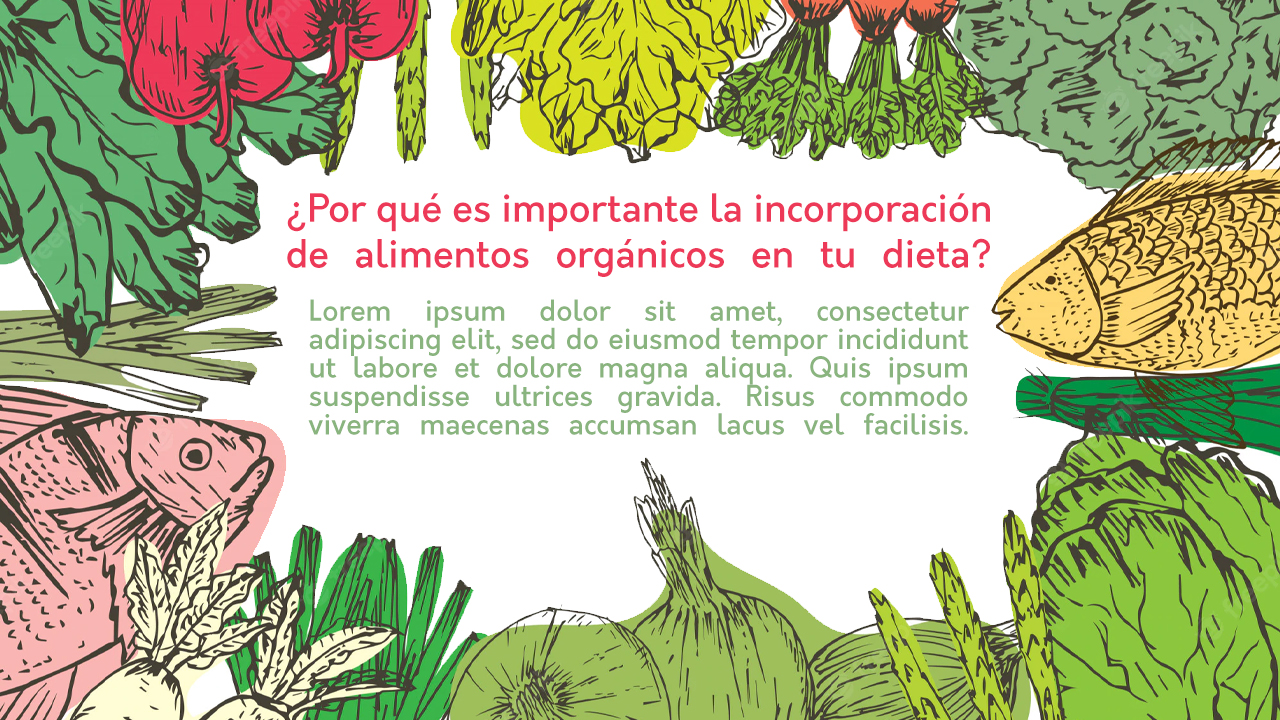 ¿Por qué es importante la incorporación
de alimentos orgánicos en tu dieta?
Lorem ipsum dolor sit amet, consectetur
adipiscing elit, sed do eiusmod tempor incididunt
ut labore et dolore magna aliqua. Quis ipsum
suspendisse ultrices gravida. Risus commodo
viverra maecenas accumsan lacus vel facilisis.